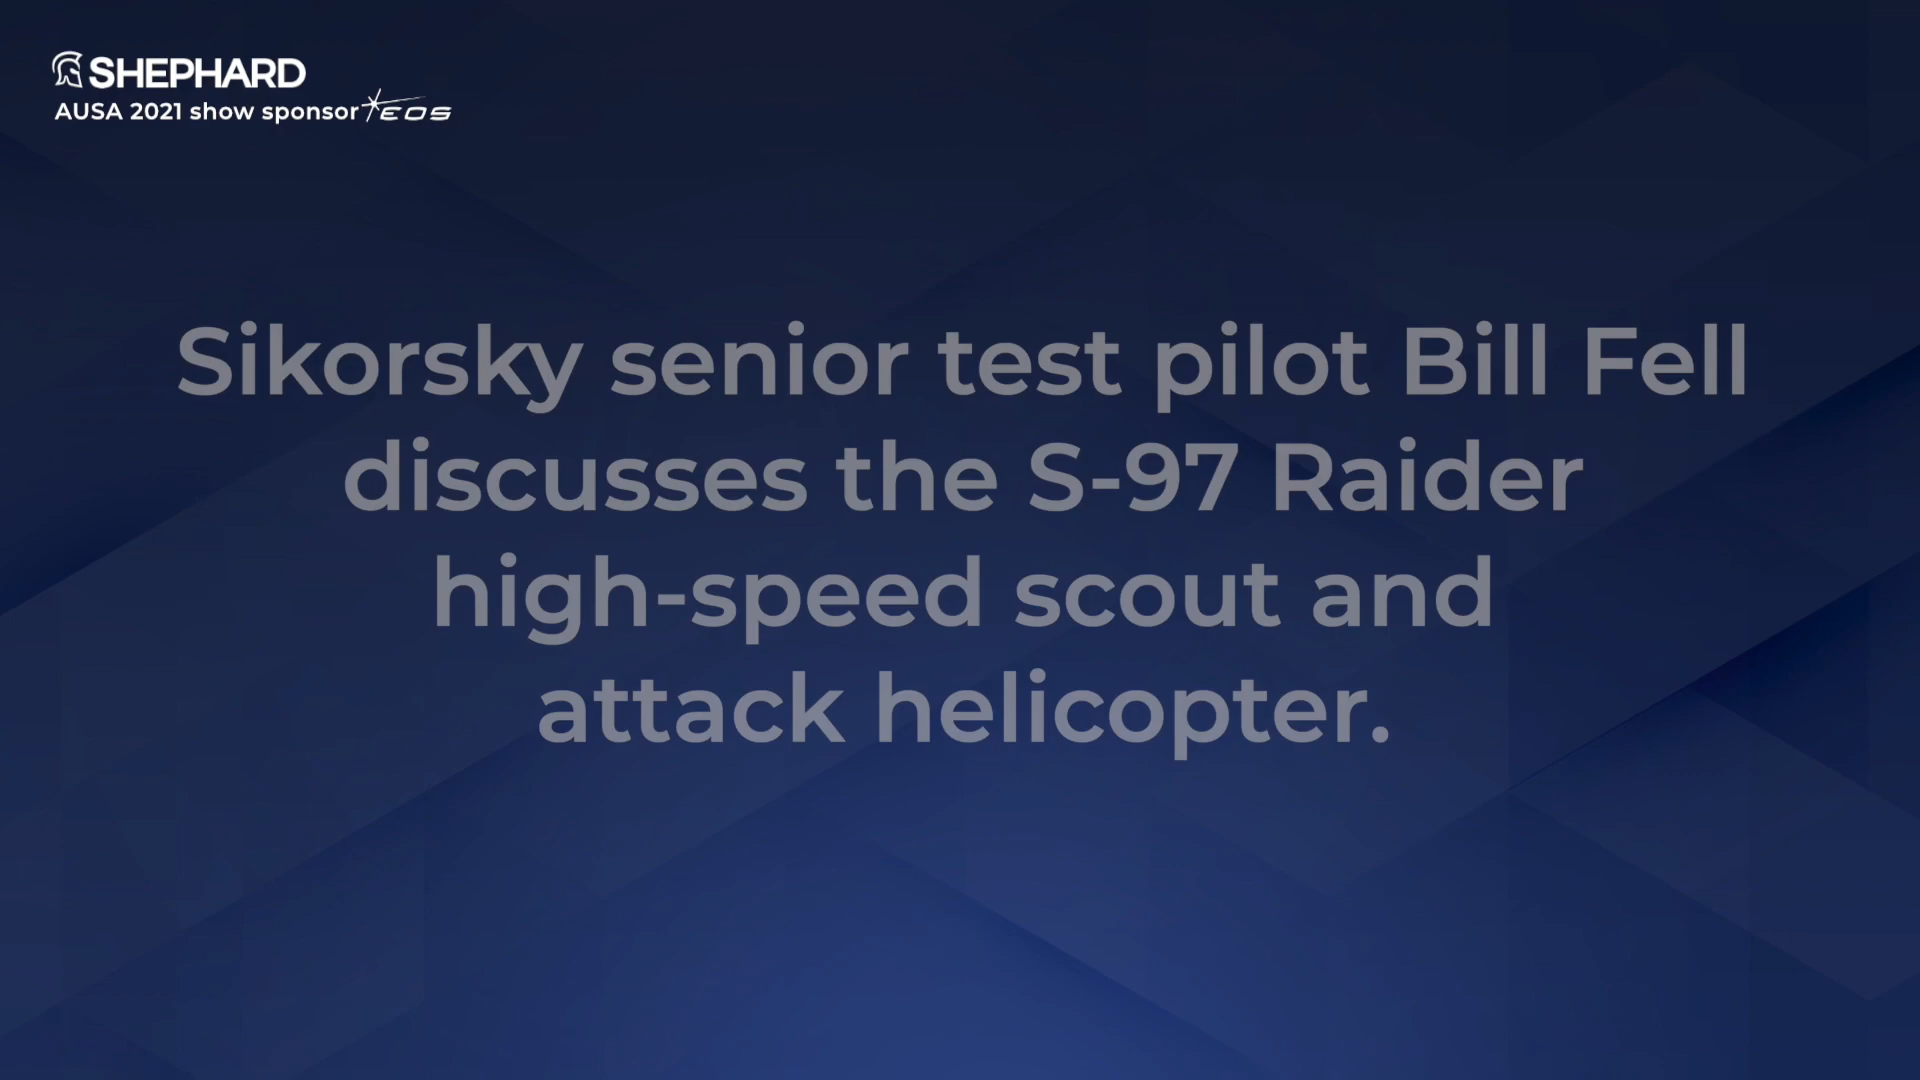 SHEPHARD
AUSA 2021 show sponsor EOS
Sikorsky senior test pilot Bill Fell
discusses the S-97 Raider
high-speed scout and
attack helicopter.